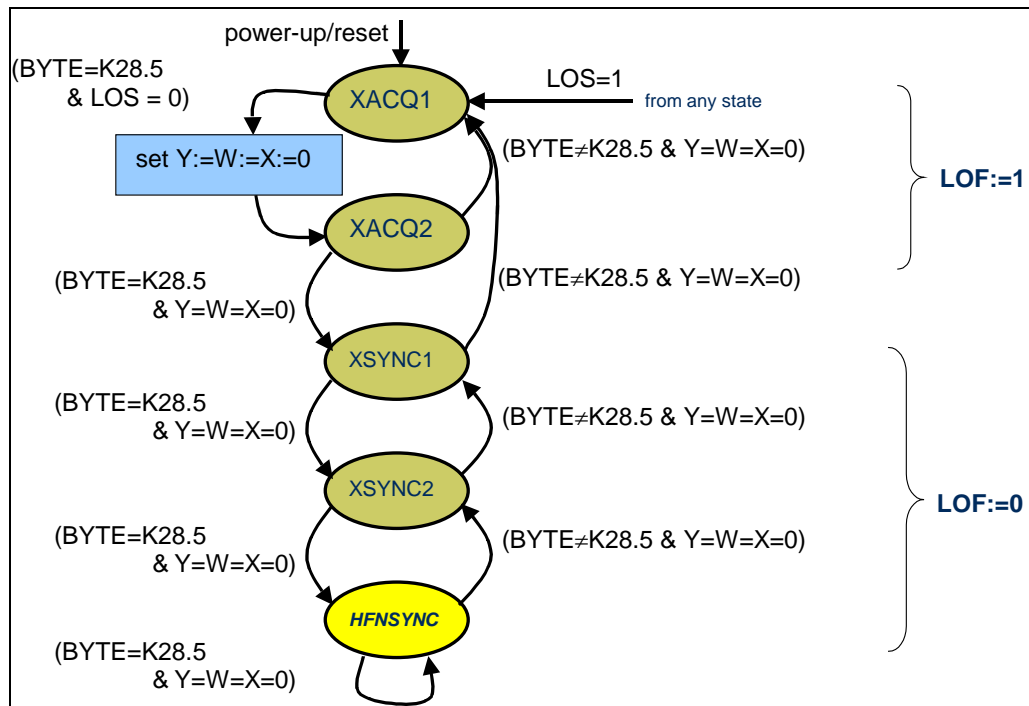 power-up/reset
(BYTE=K28.5
& LOS = 0)
XACQ1
LOS=1
from any state
set Y:=W:=X:=0
(BYTE≠K28.5 & Y=W=X=0)
LOF:=1
XACQ2
(BYTE=K28.5
& Y=W=X=0)
(BYTE≠K28.5 & Y=W=X=0)
XSYNC1
(BYTE=K28.5
& Y=W=X=0)
(BYTE≠K28.5 & Y=W=X=0)
XSYNC2
LOF:=0
(BYTE=K28.5
& Y=W=X=0)
(BYTE≠K28.5 & Y=W=X=0)
HFNSYNC
(BYTE=K28.5
& Y=W=X=0)